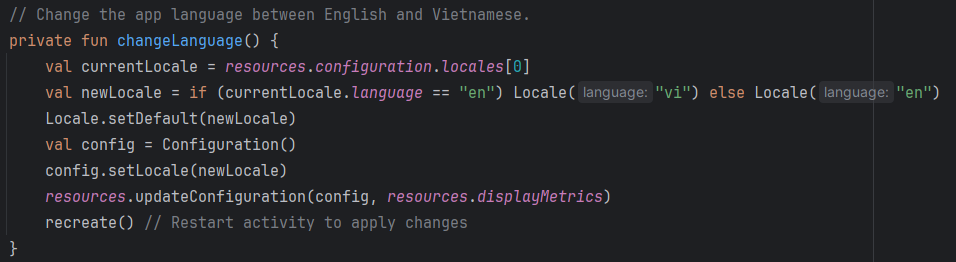 // Change the app language between English and Vietnamese.
private fun changeLanguage() {
    val currentLocale = resources.configuration.locales[0]
    val newLocale = if (currentLocale.language == "en") Locale( language: "vi") else Locale( language: "en")
    Locale.setDefault(newLocale)
    val config = Configuration()
    config.setLocale(newLocale)
    resources.updateConfiguration(config, resources.displayMetrics)
    recreate() // Restart activity to apply changes
}